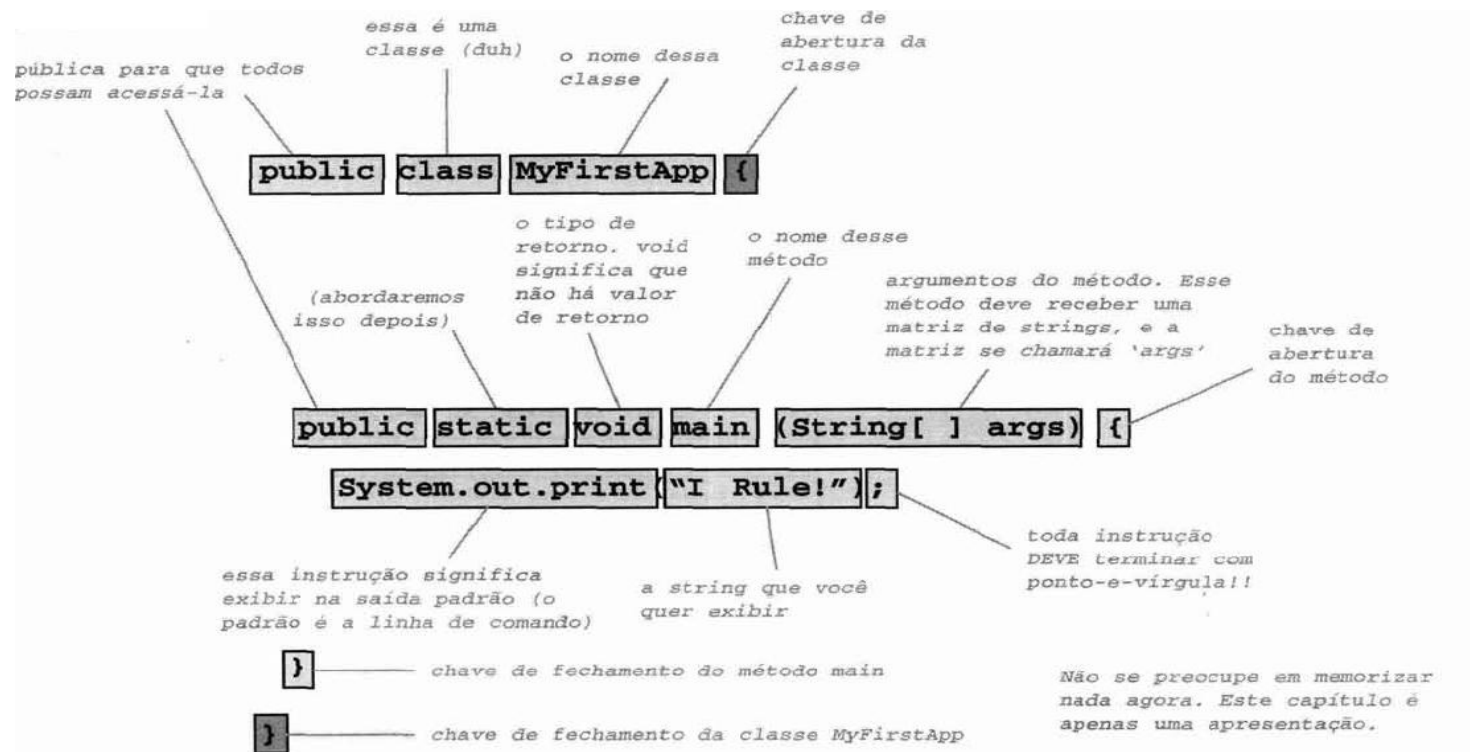 essa é uma
classe (duh)
chave de
abertura da
classe
o nome dessa
classe
pública para que todos
possam acessá-la
public class MyFirstApp {
o tipo de
retorno. void
significa que
não há valor
de retorno
o nome desse
método
(abordaremos
isso depois)
argumentos do método. Esse
método deve receber uma
matriz de strings, e a
matriz se chamará 'args'
chave de
abertura
do método
public static void main (String[ ] args) {
System.out.print("I Rule!");
toda instrução
DEVE terminar com
ponto-e-vírgula!!
essa instrução significa
exibir na saída padrão (o
padrão é a linha de comando)
a string que você
quer exibir
} chave de fechamento do método main
} chave de fechamento da classe MyFirstApp
Não se preocupe em memorizar
nada agora. Este capítulo é
apenas uma apresentação.